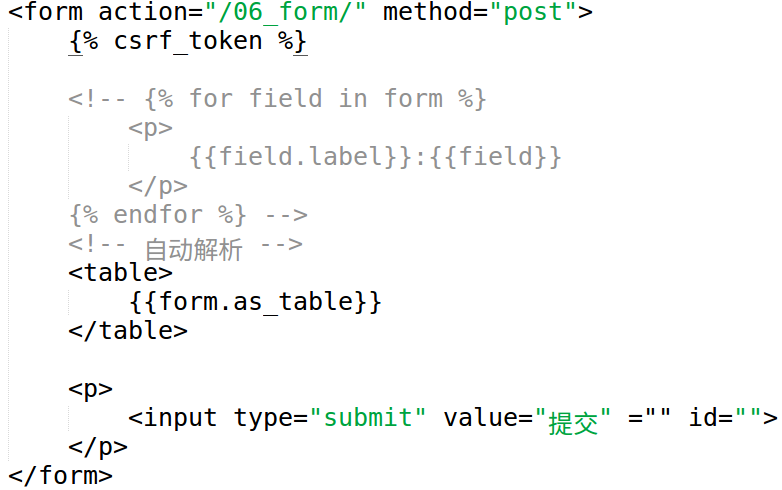 <form action="/06_form/" method="post">
{% csrf_token %}
<!-- {% for field in form %}
<p>
{{field.label}}:{{field}}
</p>
{% endfor %} -->
<!-- 自动解析 -->
<table>
{{form.as_table}}
</table>
<p>
<input type="submit" value="提交" ="" id="">
</p>
</form>